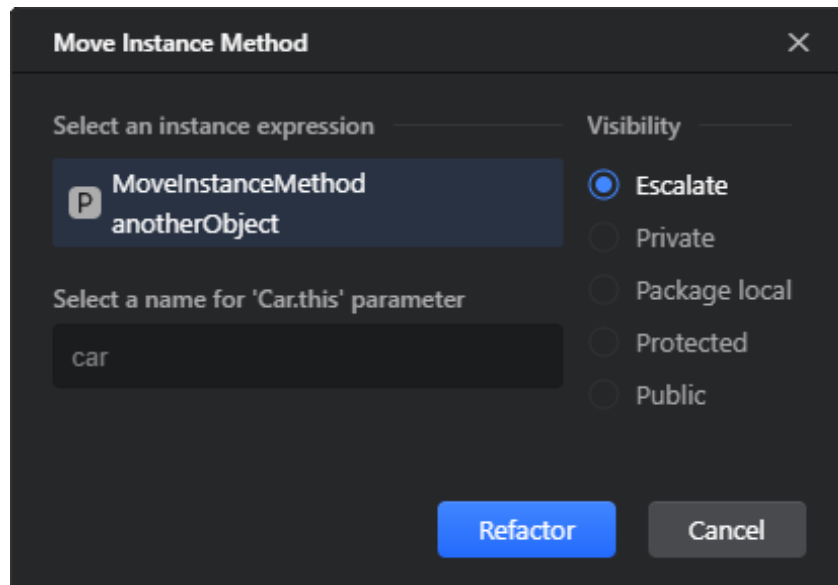 Move Instance Method
Select an instance expression
P
MoveInstanceMethod
anotherObject
Select a name for 'Car.this' parameter
car
Visibility
Escalate
Private
Package local
Protected
Public
Refactor
Cancel